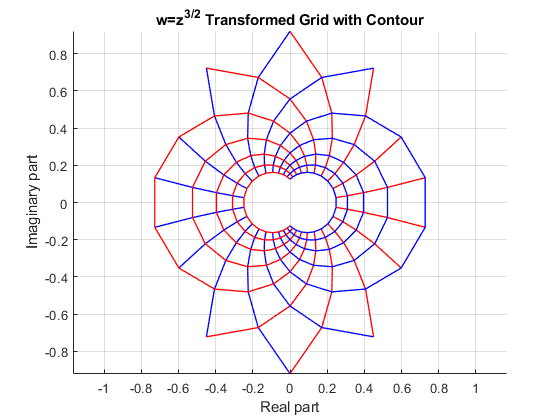 w=z^3/2 Transformed Grid with Contour
0.8
0.6
0.4
0.2
0
-0.2
-0.4
-0.6
-0.8
Imaginary part
-1 -0.8 -0.6 -0.4 -0.2 0 0.2 0.4 0.6 0.8 1
Real part